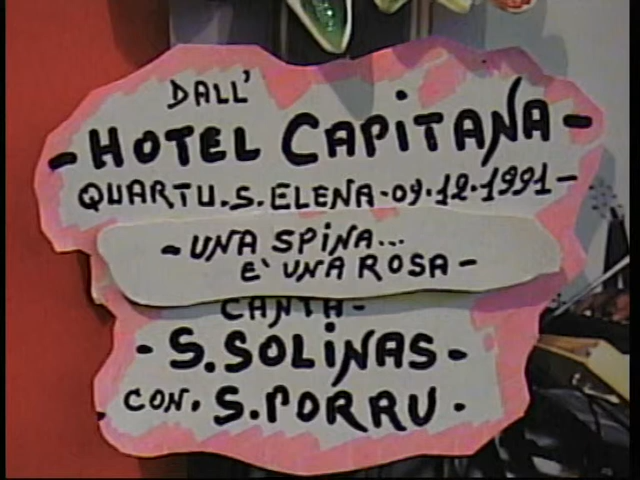 DALL'
-HOTEL CAPITANA-
QUARTU.S.ELENA-09.12.1991-
-UNA SPINA...
E' UNA ROSA-
CANTA-
-S.SOLINAS-
CON. S.PORRU.